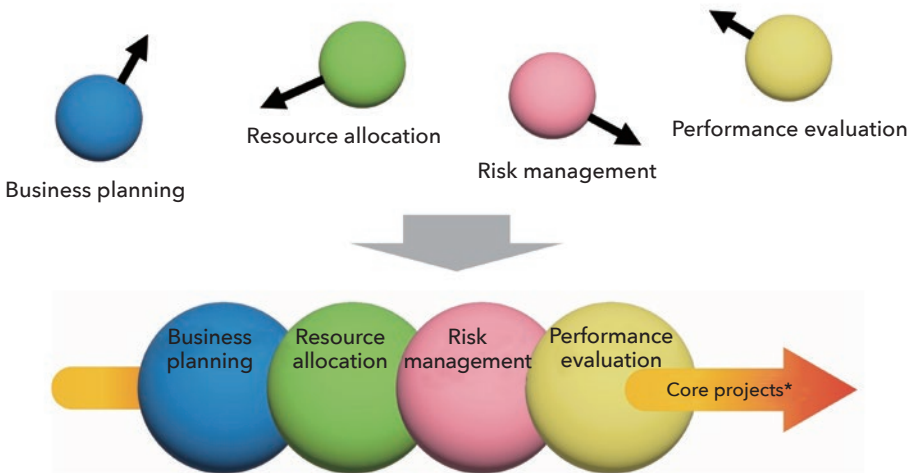 Resource allocation
Performance evaluation
Risk management
Business planning
Business
planning
Resource
allocation
Risk
management
Performance
evaluation
Core projects*